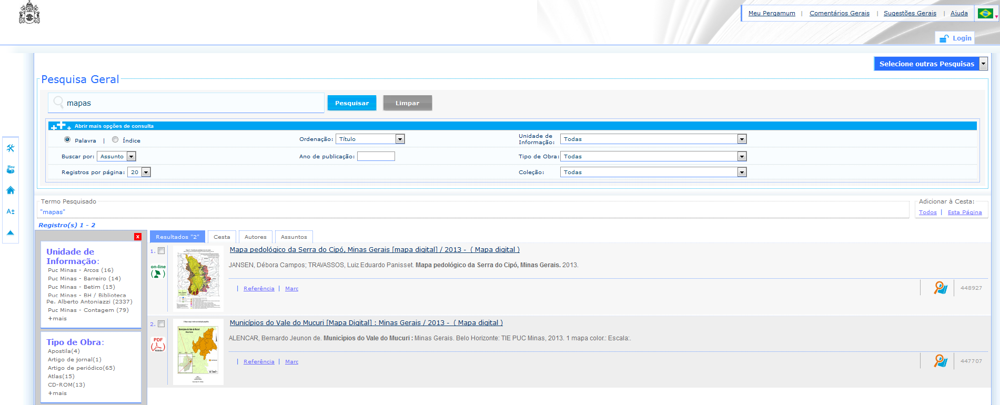 Meu Pergamum | Comentários Gerais | Sugestões Gerais | Ajuda
Login
Selecione outras Pesquisas
Pesquisa Geral
mapas Pesquisar Limpar
Abrir mais opções de consulta
Palavra | Índice Ordenação: Título Unidade de Informação: Todas
Buscar por: Assunto Ano de publicação: Tipo de Obra: Todas
Registros por página: 20 Coleção: Todas
Meu
A±
Termo Pesquisado
"mapas"
Adicionar à Cesta:
Todos | Esta Página
Registro(s) 1 - 2
X
Unidade de
Informação:
Puc Minas - Arcos (16)
Puc Minas - Barreiro (14)
Puc Minas - Betim (15)
Puc Minas - BH / Biblioteca
Pe. Alberto Antoniazzi (2337)
Puc Minas - Contagem (79)
+mais
Tipo de Obra:
Apostila(4)
Artigo de jornal(1)
Artigo de periódico(65)
Atlas(15)
CD-ROM(13)
+mais
Resultados "2" Cesta Autores Assuntos
1. Mapa pedológico da Serra do Cipó, Minas Gerais [mapa digital] / 2013 - ( Mapa digital )
on-line
JANSEN, Débora Campos; TRAVASSOS, Luiz Eduardo Panisset. Mapa pedológico da Serra do Cipó, Minas Gerais. 2013.
| Referência | Marc
448927
2. Municípios do Vale do Mucuri [Mapa Digital] : Minas Gerais / 2013 - ( Mapa digital )
PDF
Adobe
Municípios do Vale do Mucuri
Minas Gerais
ALENCAR, Bernardo Jeunon de. Municípios do Vale do Mucuri : Minas Gerais. Belo Horizonte: TIE PUC Minas, 2013. 1 mapa color.: Escala:.
| Referência | Marc
447707